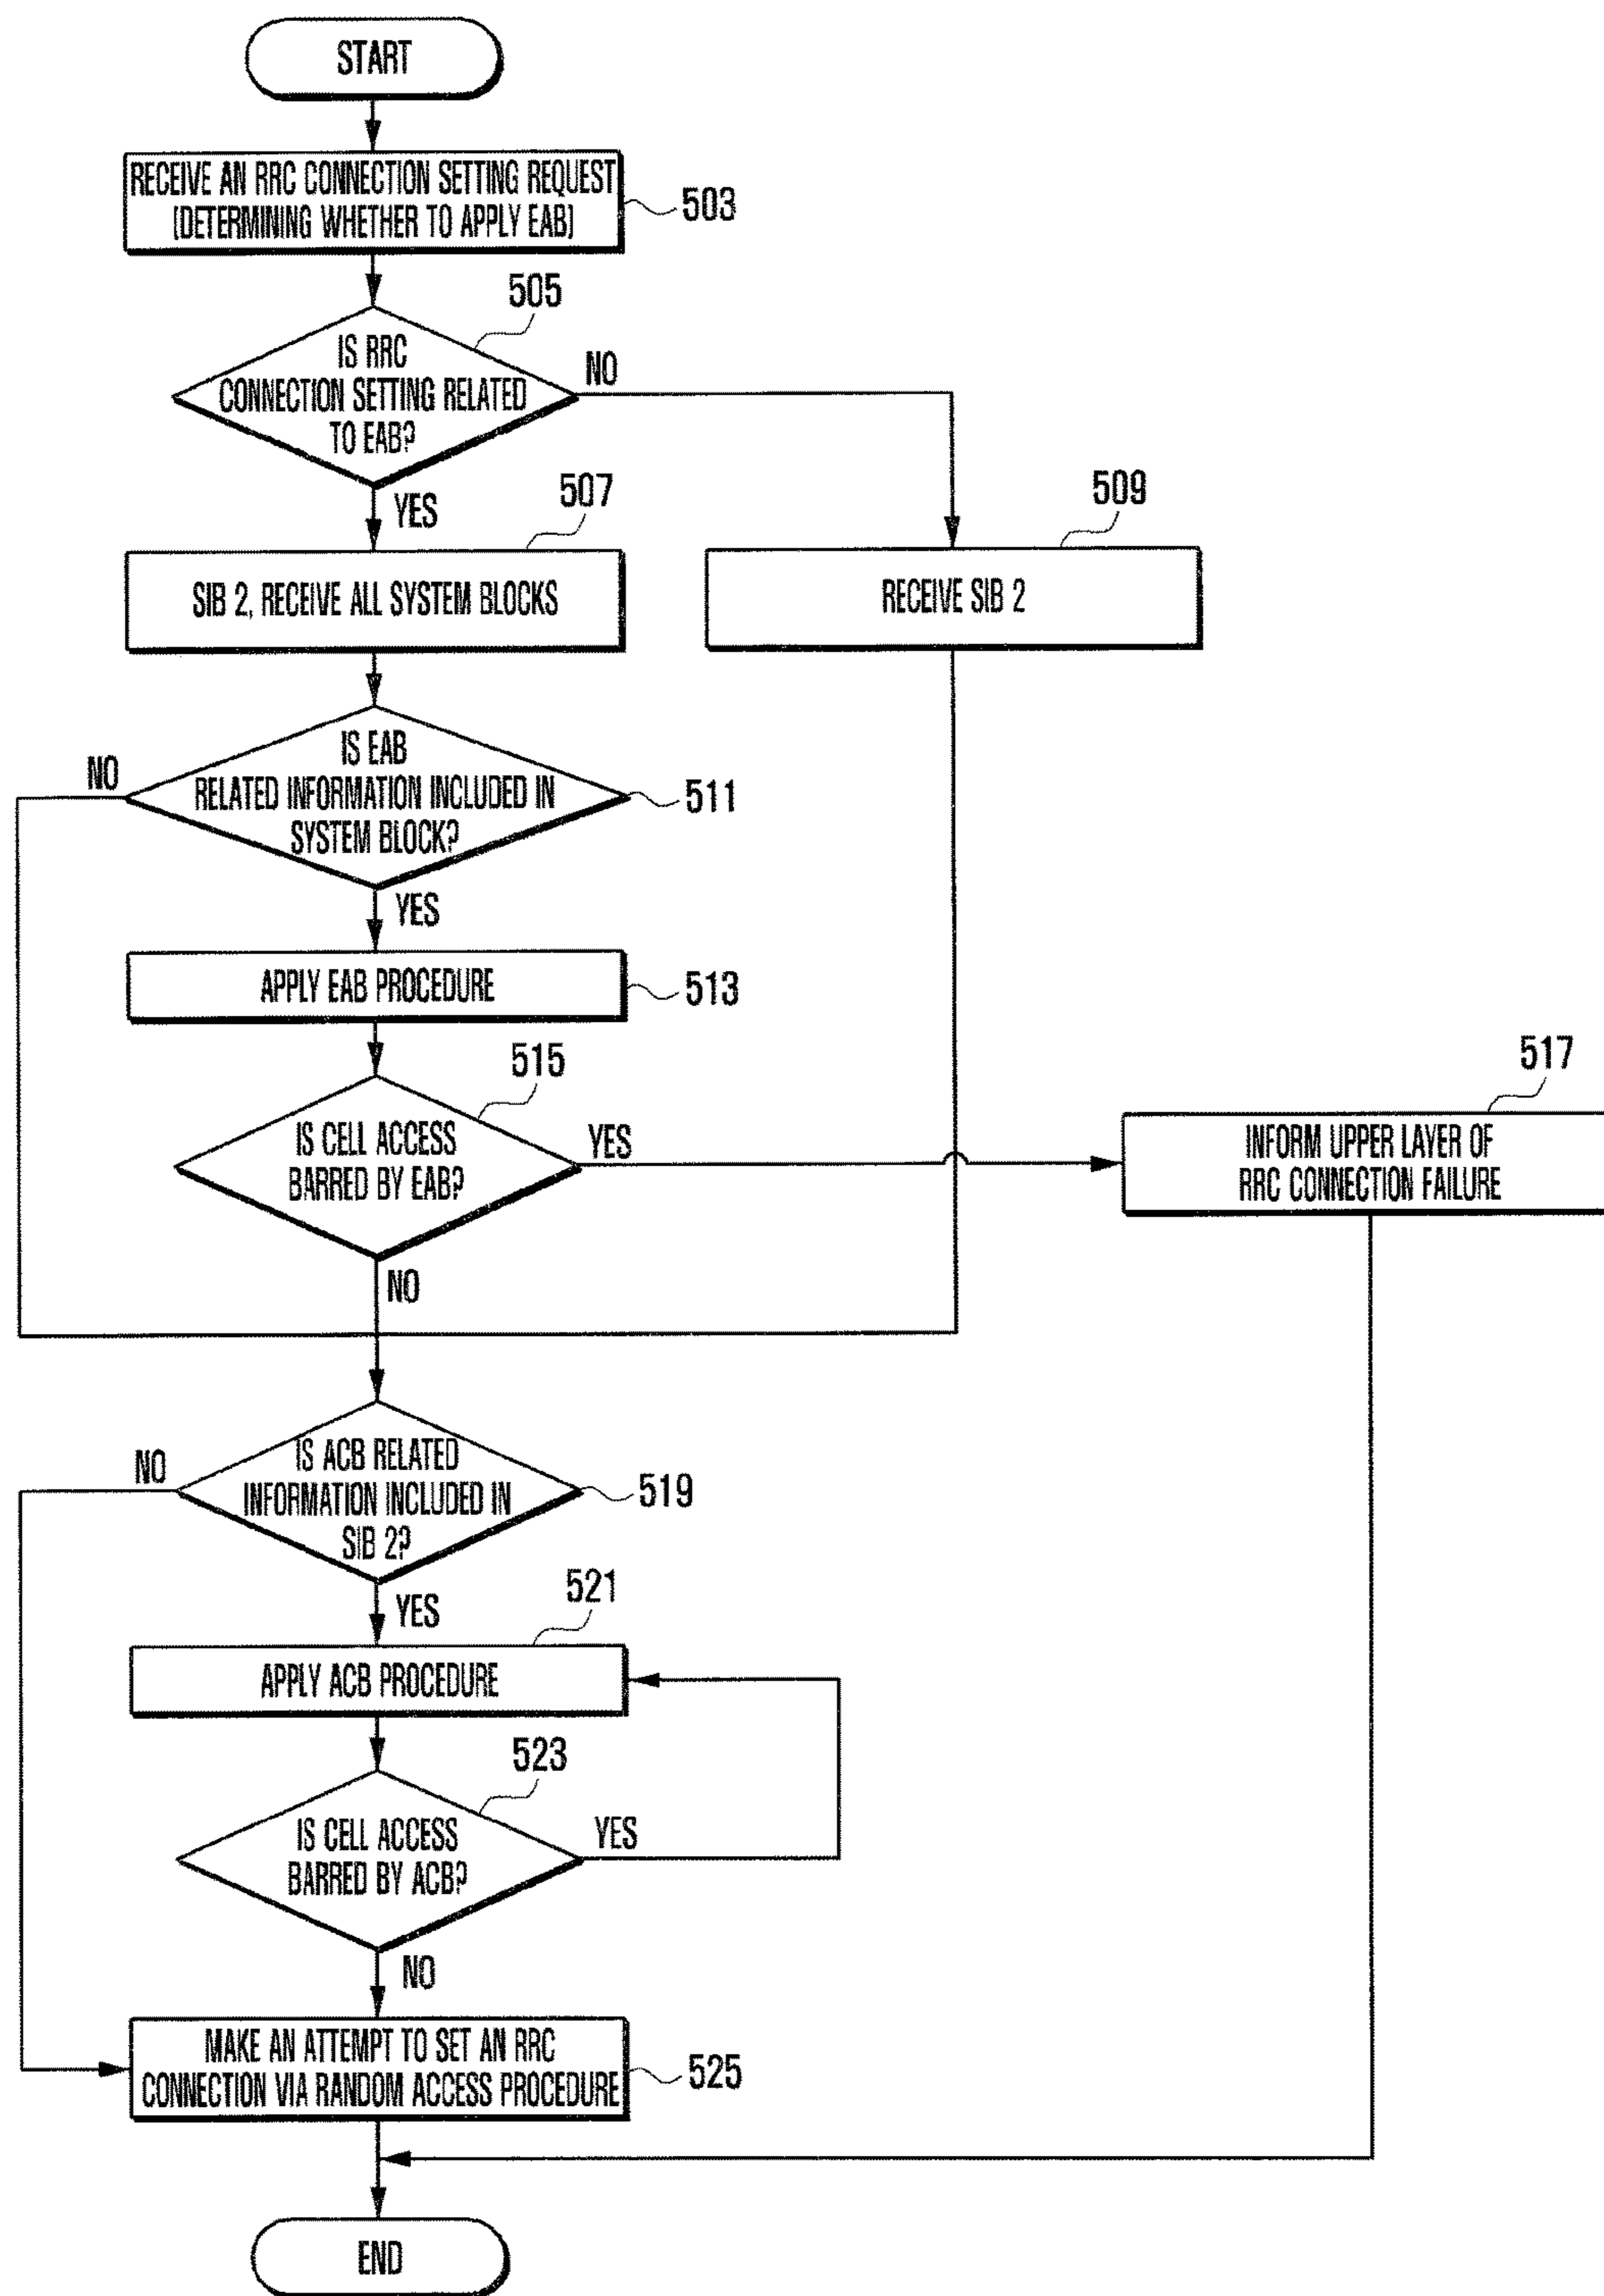 START
RECEIVE AN RRC CONNECTION SETTING REQUEST
(DETERMINING WHETHER TO APPLY EAB)
503
505
IS RRC
CONNECTION SETTING RELATED
TO EAB?
NO
YES
507
509
SIB 2, RECEIVE ALL SYSTEM BLOCKS
RECEIVE SIB 2
NO
IS EAB
RELATED INFORMATION INCLUDED IN
SYSTEM BLOCK?
511
YES
APPLY EAB PROCEDURE
513
515
517
IS CELL ACCESS
BARRED BY EAB?
YES
INFORM UPPER LAYER OF
RRC CONNECTION FAILURE
NO
NO
IS ACB RELATED
INFORMATION INCLUDED IN
SIB 2?
519
YES
521
APPLY ACB PROCEDURE
523
IS CELL ACCESS
BARRED BY ACB?
YES
NO
MAKE AN ATTEMPT TO SET AN RRC
CONNECTION VIA RANDOM ACCESS PROCEDURE
525
END